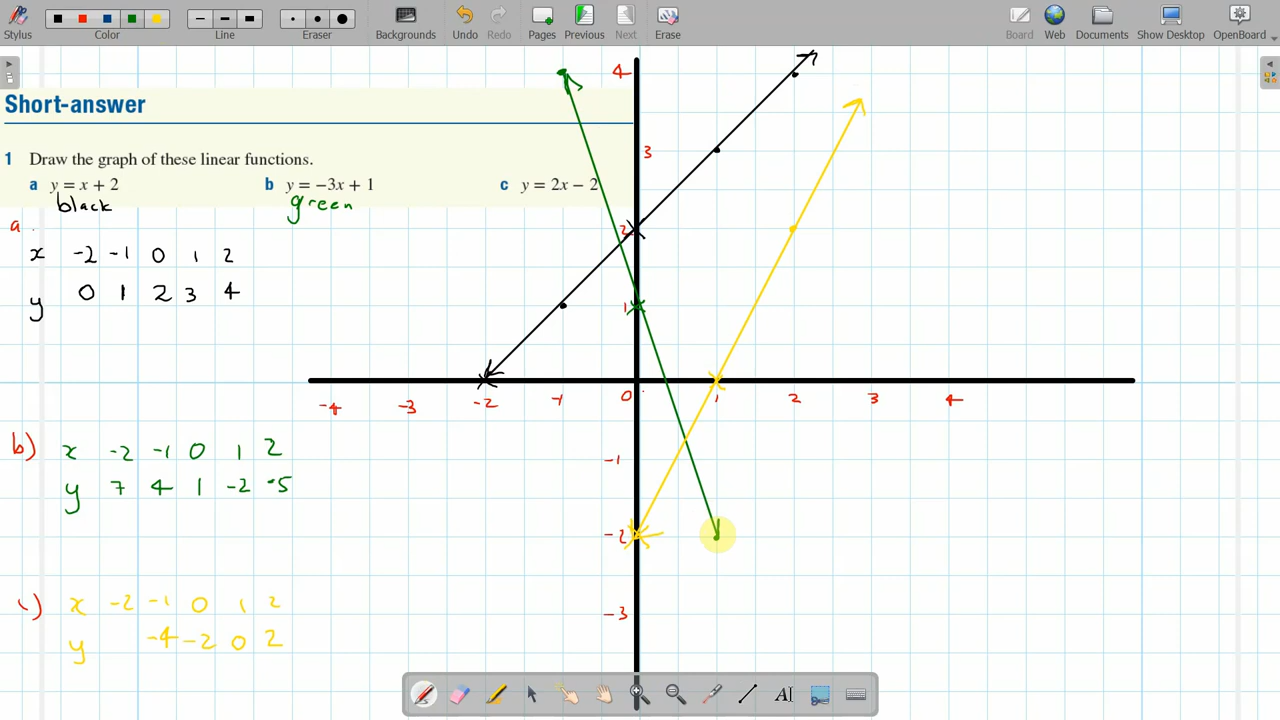 Stylus Color Line Eraser Backgrounds Undo Redo Pages Previous Next Erase Board Web Documents Show Desktop OpenBoard
Short-answer
1 Draw the graph of these linear functions.
a y = x + 2 b y = −3x + 1 c y = 2x − 2
black green
a
x -2 -1 0 1 2
y 0 1 2 3 4
b) x -2 -1 0 1 2
y 7 4 1 -2 -5
c) x -2 -1 0 1 2
y -4 -2 0 2
4
3
2
1
-4 -3 -2 -1 0 1 2 3 4
-1
-2
-3
AI